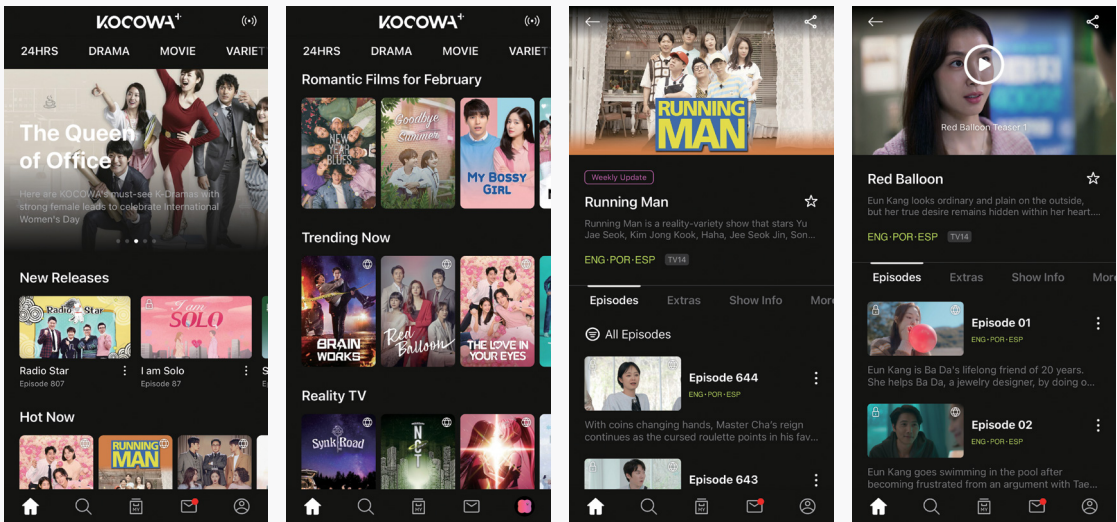 KOCOWA+
24HRS DRAMA MOVIE VARIET
The Queen
of Office
Here are KOCOWA's must-see K-Dramas with
strong female leads to celebrate International
Women's Day
New Releases
Radio Star
I am
SOLO
Radio Star
Episode 807
I am Solo
Episode 87
S
E
Hot Now
RUNNING
MAN
MY
KOCOWA+
24HRS DRAMA MOVIE VARIET
Romantic Films for February
NEW
YEAR
BLUES
Goodbye
Summer
MY BOSSY
GIRL
Trending Now
BRAIN
WORKS
Red
Balloon
THE LOVE IN
YOUR EYES
Reality TV
Synk Road
NCT
MY
RUNNING
MAN
Weekly Update
Running Man
Running Man is a reality-variety show that stars Yu
Jae Seok, Kim Jong Kook, Haha, Jee Seok Jin, Son...
ENG·POR·ESP TV14
Episodes Extras Show Info More
All Episodes
Episode 644
ENG·POR·ESP
With coins changing hands, Master Cha's reign
continues as the cursed roulette points in his fav...
Episode 643
MY
Red Balloon Teaser 1
Red Balloon
Eun Kang looks ordinary and plain on the outside,
but her true desire remains hidden within her heart....
ENG·POR·ESP TV14
Episodes Extras Show Info More
Episode 01
ENG·POR·ESP
Eun Kang is Ba Da's lifelong friend of 20 years.
She helps Ba Da, a jewelry designer, by doing o...
Episode 02
ENG·POR·ESP
Eun Kang goes swimming in the pool after
becoming frustrated from an argument with Tae...
MY